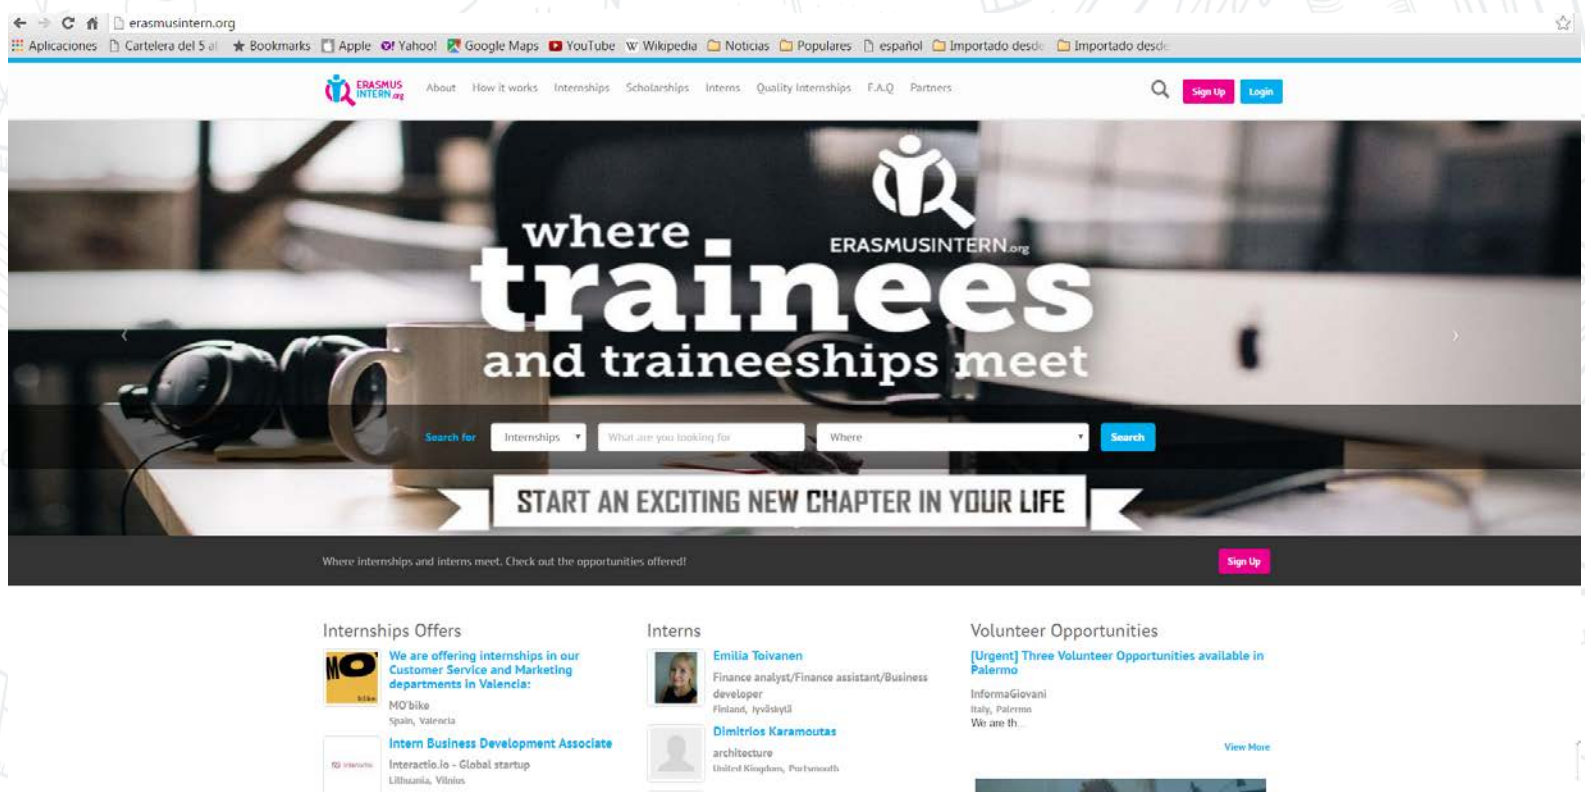 erasmusintern.org
Aplicaciones Cartelera del 5 al Bookmarks Apple Yahoo! Google Maps YouTube W Wikipedia Noticias Populares español Importado desde Importado desde
ERASMUS
INTERN.org
About How it works Internships Scholarships Interns Quality Internships F.A.Q Partners
Sign Up Login
where
ERASMUSINTERN.org
trainees
and traineeships meet
Search for Internships What are you looking for Where Search
START AN EXCITING NEW CHAPTER IN YOUR LIFE
Where internships and interns meet. Check out the opportunities offered! Sign Up
Internships Offers
MO
We are offering internships in our
Customer Service and Marketing
departments in Valencia:
MO'bike
Spain, Valencia
Intern Business Development Associate
Interactio.io - Global startup
Lithuania, Vilnius
Interns
Emilia Toivanen
Finance analyst/Finance assistant/Business
developer
Finland, Jyväskylä
Dimitrios Karamoutas
architecture
United Kingdom, Portsmouth
Volunteer Opportunities
[Urgent] Three Volunteer Opportunities available in
Palermo
InformaGiovani
Italy, Palermo
We are th...
View More